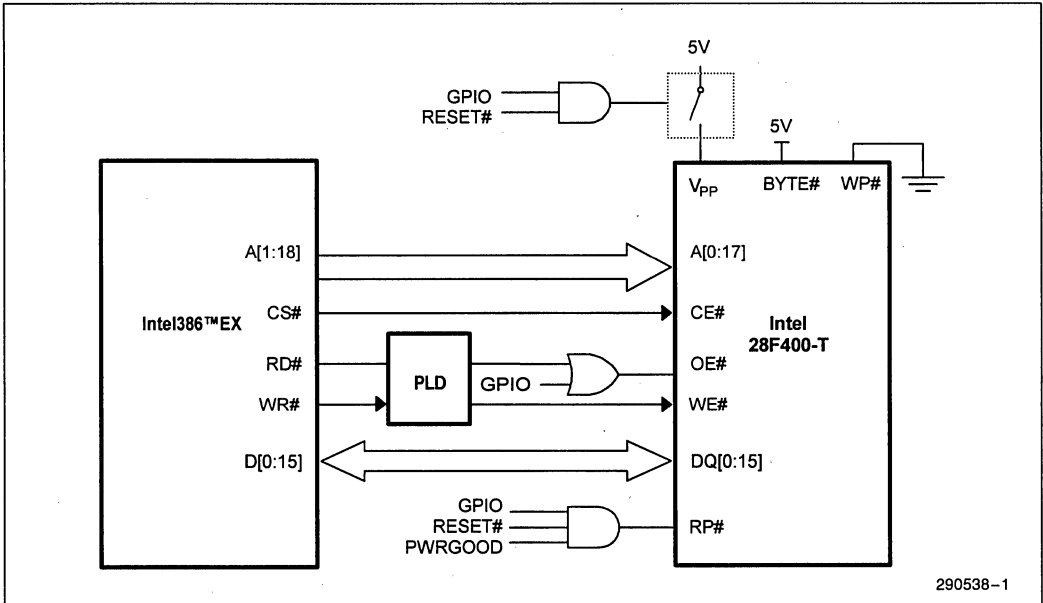 5V
GPIO
RESET#
5V
VPP
BYTE#
WP#
A[1:18]
A[0:17]
Intel386™EX
CS#
CE#
Intel
28F400-T
RD#
PLD
GPIO
OE#
WR#
WE#
D[0:15]
DQ[0:15]
GPIO
RESET#
PWRGOOD
RP#
290538-1